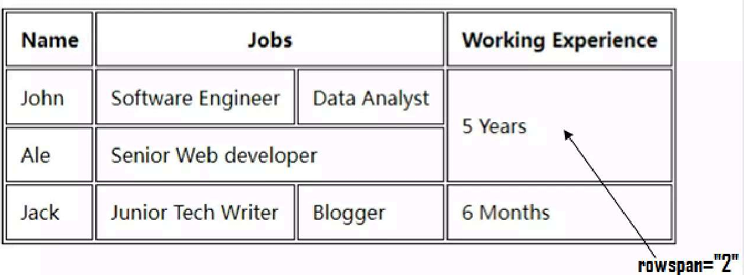 Name Jobs Working Experience
John Software Engineer Data Analyst
5 Years
Ale Senior Web developer
Jack Junior Tech Writer Blogger 6 Months
rowspan="2"